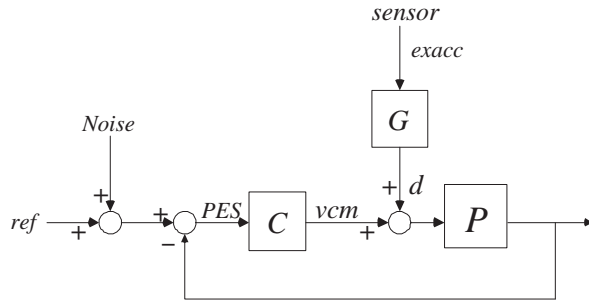 sensor
exacc
G
Noise
+
+ d
ref + + PES C vcm + P
−